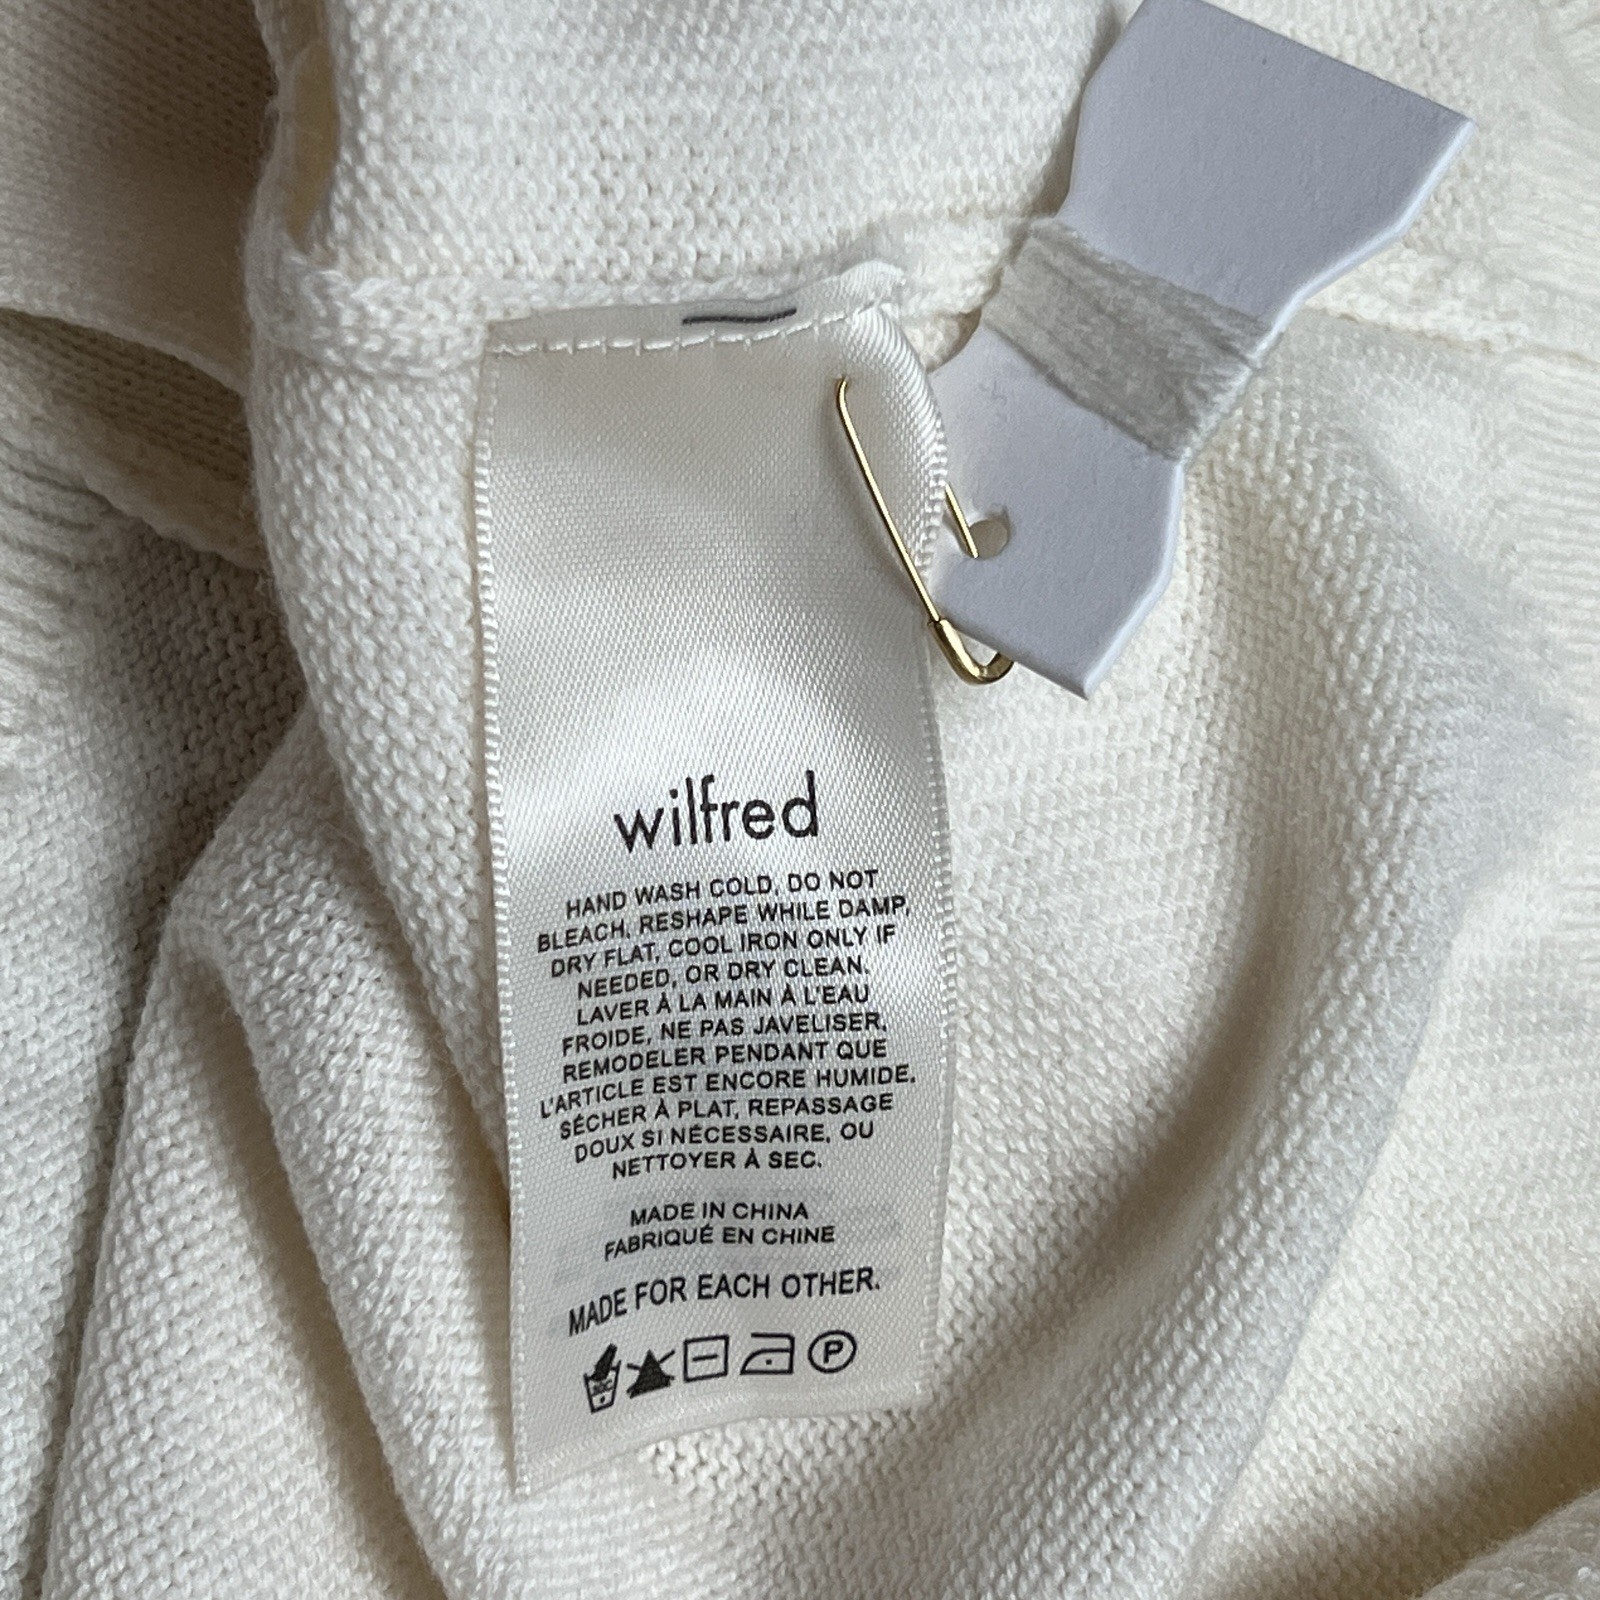 wilfred
HAND WASH COLD, DO NOT
BLEACH, RESHAPE WHILE DAMP,
DRY FLAT, COOL IRON ONLY IF
NEEDED, OR DRY CLEAN.
LAVER À LA MAIN À L'EAU
FROIDE, NE PAS JAVELISER,
REMODELER PENDANT QUE
L'ARTICLE EST ENCORE HUMIDE,
SÉCHER À PLAT, REPASSAGE
DOUX SI NÉCESSAIRE, OU
NETTOYER À SEC.
MADE IN CHINA
FABRIQUÉ EN CHINE
MADE FOR EACH OTHER.
P